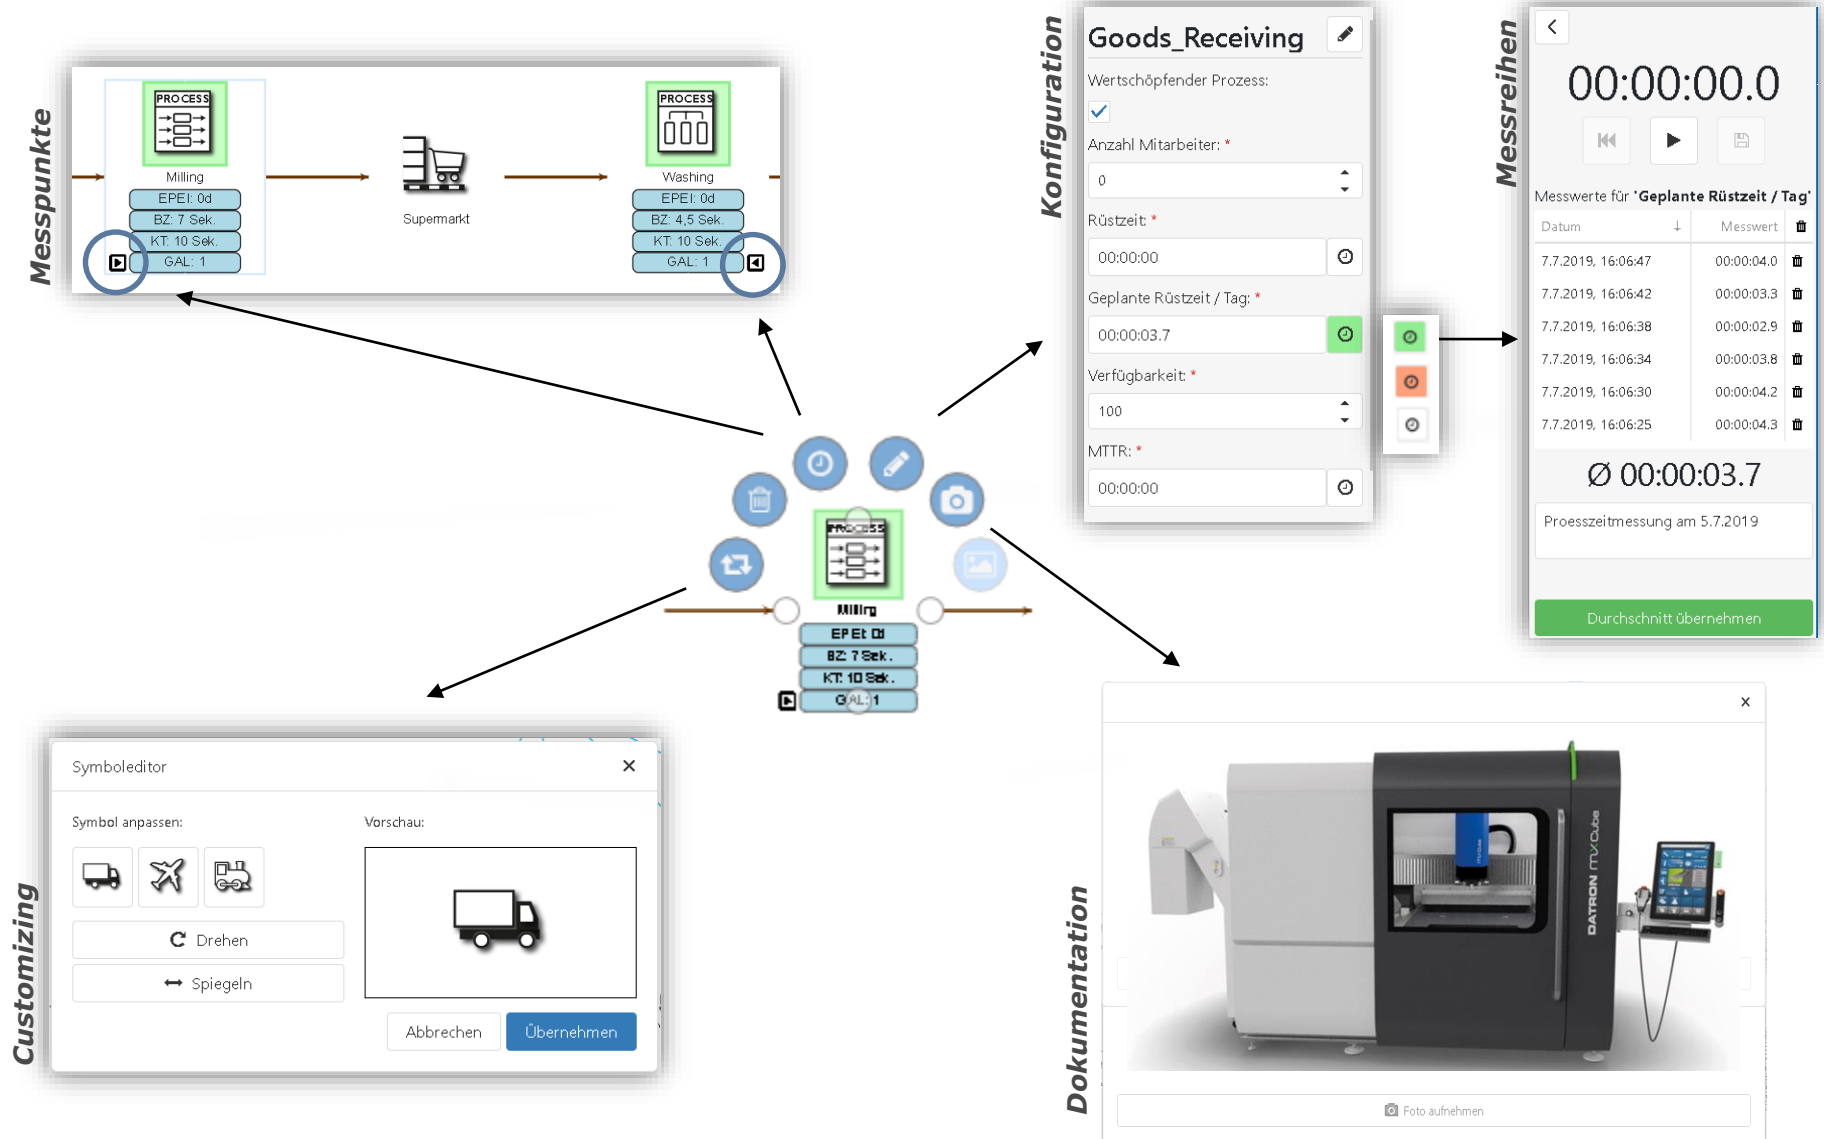 Messpunkte
PROCESS
Milling
EPEI: 0d
BZ: 7 Sek.
KT: 10 Sek.
GAL: 1
Supermarkt
PROCESS
Washing
EPEI: 0d
BZ: 4,5 Sek.
KT: 10 Sek.
GAL: 1
Konfiguration
Goods_Receiving
Wertschöpfender Prozess:
Anzahl Mitarbeiter: *
0
Rüstzeit: *
00:00:00
Geplante Rüstzeit / Tag: *
00:00:03.7
Verfügbarkeit: *
100
MTTR: *
00:00:00
Messreihen
00:00:00.0
Messwerte für "Geplante Rüstzeit / Tag"
Datum ↓ Messwert
7.7.2019, 16:06:47 00:00:04.0
7.7.2019, 16:06:42 00:00:03.3
7.7.2019, 16:06:38 00:00:02.9
7.7.2019, 16:06:34 00:00:03.8
7.7.2019, 16:06:30 00:00:04.2
7.7.2019, 16:06:25 00:00:04.3
Ø 00:00:03.7
Proesszeitmessung am 5.7.2019
Durchschnitt übernehmen
PROCESS
Milling
EPEI: 0d
BZ: 7 Sek.
KT: 10 Sek.
GAL: 1
Customizing
Symboleditor
Symbol anpassen:
Vorschau:
Drehen
Spiegeln
Abbrechen
Übernehmen
Dokumentation
x
DATRON MXCube
Foto aufnehmen